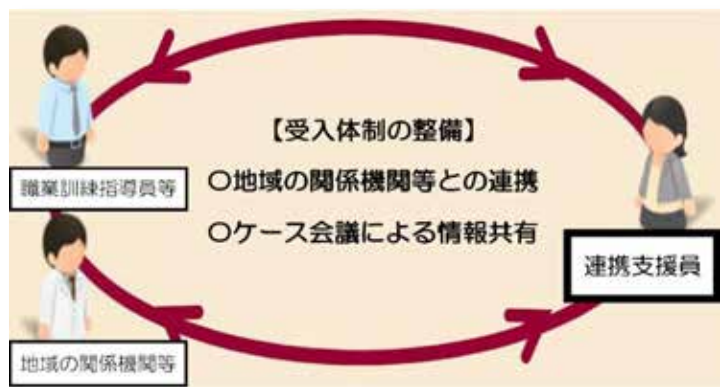 【受入体制の整備】
職業訓練指導員等
〇地域の関係機関等との連携
〇ケース会議による情報共有
連携支援員
地域の関係機関等